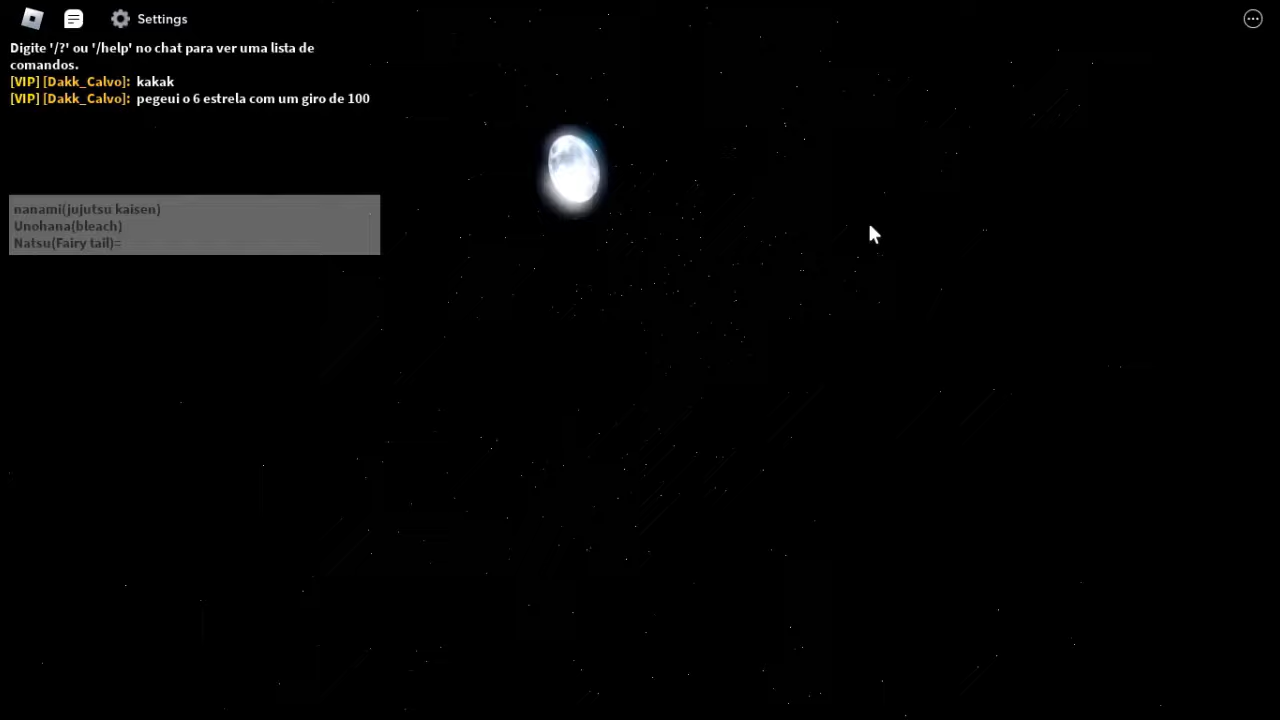 Settings
Digite '/?' ou '/help' no chat para ver uma lista de
comandos.
[VIP] [Dakk_Calvo]: kakak
[VIP] [Dakk_Calvo]: pegeui o 6 estrela com um giro de 100
nanami(jujutsu kaisen)
Unohana(bleach)
Natsu(Fairy tail)=